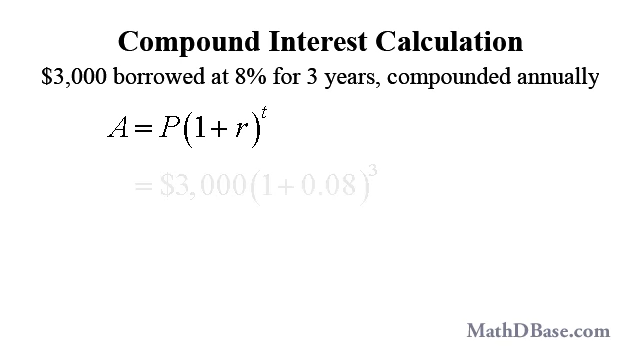 Compound Interest Calculation
$3,000 borrowed at 8% for 3 years, compounded annually
A = P(1 + r)^t
= $3,000(1 + 0.08)^3
MathDBase.com